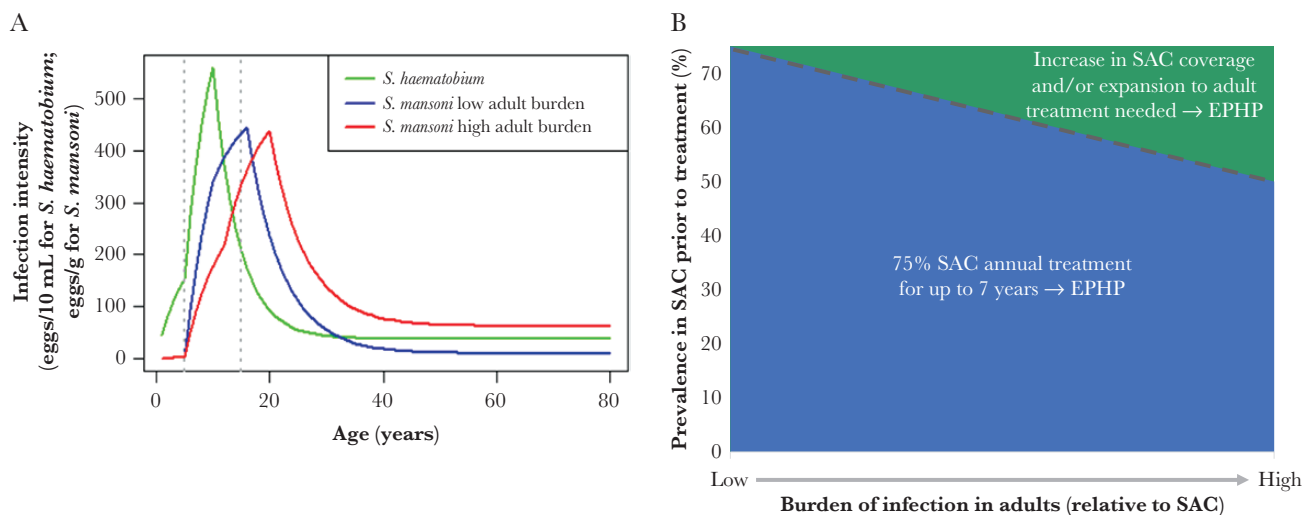 A
Infection intensity
(eggs/10 mL for S. haematobium;
eggs/g for S. mansoni)
500
400
300
200
100
0
S. haematobium
S. mansoni low adult burden
S. mansoni high adult burden
0
20
40
60
80
Age (years)
B
Prevalence in SAC prior to treatment (%)
70
60
50
40
30
20
10
0
Increase in SAC coverage
and/or expansion to adult
treatment needed → EPHP
75% SAC annual treatment
for up to 7 years → EPHP
Low
High
Burden of infection in adults (relative to SAC)